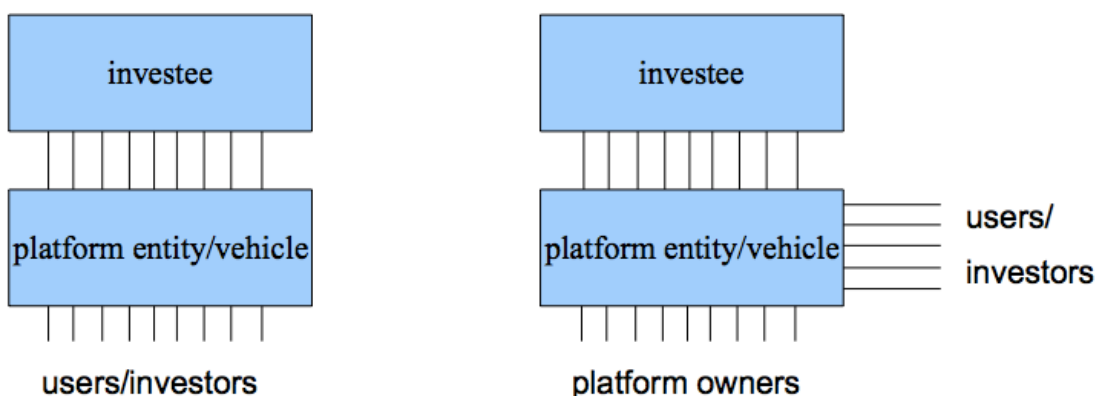 investee
platform entity/vehicle
users/investors
investee
platform entity/vehicle
users/
investors
platform owners